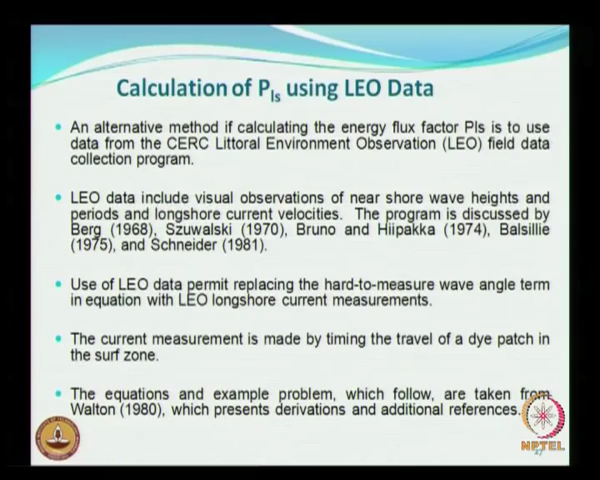 Calculation of Pls using LEO Data
• An alternative method if calculating the energy flux factor Pls is to use
data from the CERC Littoral Environment Observation (LEO) field data
collection program.
• LEO data include visual observations of near shore wave heights and
periods and longshore current velocities. The program is discussed by
Berg (1968), Szuwalski (1970), Bruno and Hiipakka (1974), Balsillie
(1975), and Schneider (1981).
• Use of LEO data permit replacing the hard-to-measure wave angle term
in equation with LEO longshore current measurements.
• The current measurement is made by timing the travel of a dye patch in
the surf zone.
• The equations and example problem, which follow, are taken from
Walton (1980), which presents derivations and additional references.
NPTEL